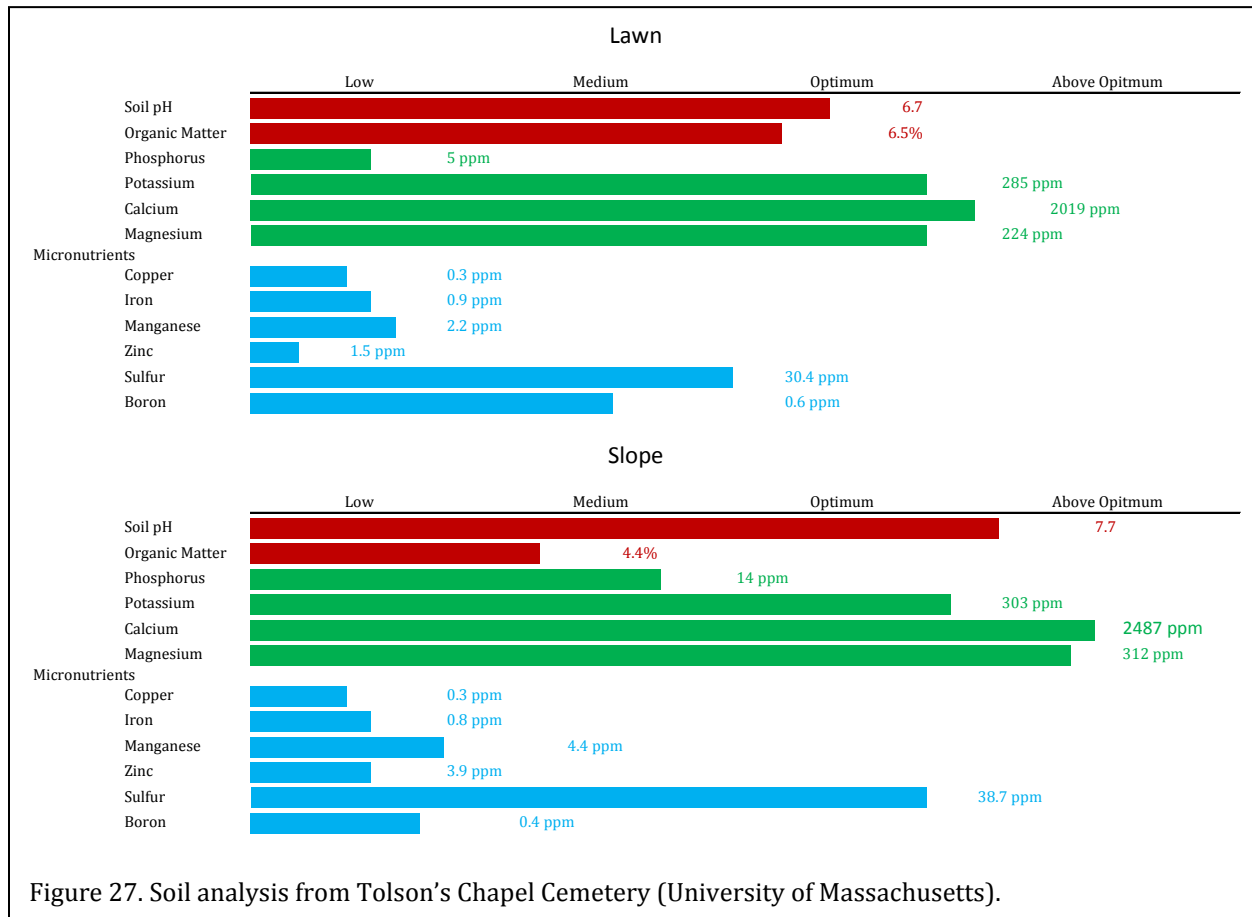 Lawn
Low Medium Optimum Above Opitmum
Soil pH 6.7
Organic Matter 6.5%
Phosphorus 5 ppm
Potassium 285 ppm
Calcium 2019 ppm
Magnesium 224 ppm
Micronutrients
Copper 0.3 ppm
Iron 0.9 ppm
Manganese 2.2 ppm
Zinc 1.5 ppm
Sulfur 30.4 ppm
Boron 0.6 ppm
Slope
Low Medium Optimum Above Opitmum
Soil pH 7.7
Organic Matter 4.4%
Phosphorus 14 ppm
Potassium 303 ppm
Calcium 2487 ppm
Magnesium 312 ppm
Micronutrients
Copper 0.3 ppm
Iron 0.8 ppm
Manganese 4.4 ppm
Zinc 3.9 ppm
Sulfur 38.7 ppm
Boron 0.4 ppm
Figure 27. Soil analysis from Tolson’s Chapel Cemetery (University of Massachusetts).